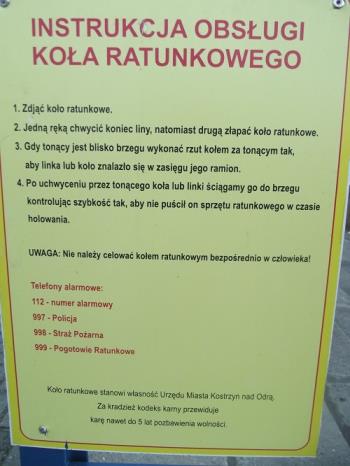 INSTRUKCJA OBSŁUGI
KOŁA RATUNKOWEGO
1. Zdjąć koło ratunkowe.
2. Jedną ręką chwycić koniec liny, natomiast drugą złapać koło ratunkowe.
3. Gdy tonący jest blisko brzegu wykonać rzut kołem za tonącym tak,
aby linka lub koło znalazło się w zasięgu jego ramion.
4. Po uchwyceniu przez tonącego koła lub linki ściągamy go do brzegu
kontrolując szybkość tak, aby nie puścił on sprzętu ratunkowego w czasie
holowania.
UWAGA: Nie należy celować kołem ratunkowym bezpośrednio w człowieka!
Telefony alarmowe:
112 - numer alarmowy
997 - Policja
998 - Straż Pożarna
999 - Pogotowie Ratunkowe
Koło ratunkowe stanowi własność Urzędu Miasta Kostrzyn nad Odrą.
Za kradzież kodeks karny przewiduje
karę nawet do 5 lat pozbawienia wolności.